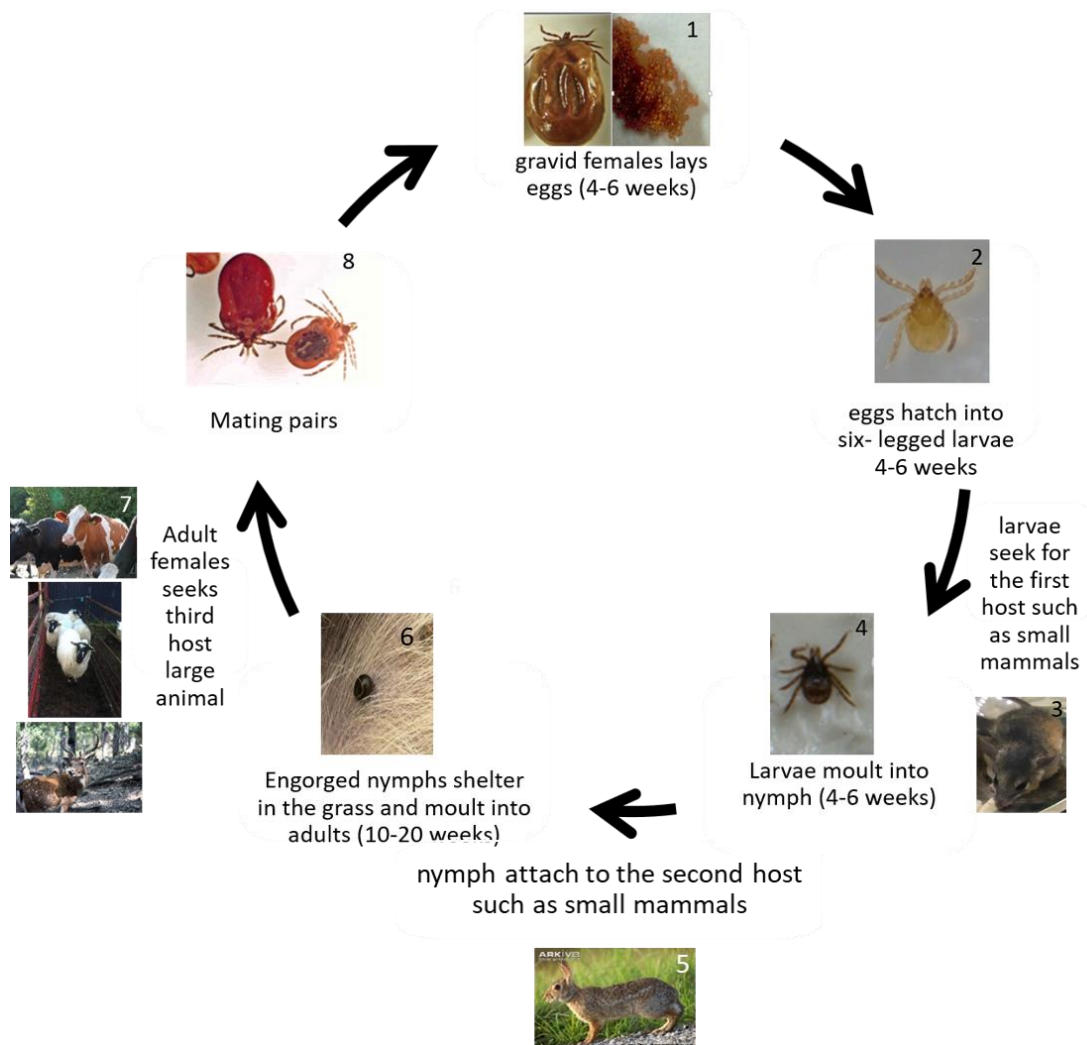 1
gravid females lays
eggs (4-6 weeks)
2
eggs hatch into
six- legged larvae
4-6 weeks
larvae
seek for
the first
host such
as small
mammals
3
4
Larvae moult into
nymph (4-6 weeks)
nymph attach to the second host
such as small mammals
ARKIVE
5
6
Engorged nymphs shelter
in the grass and moult into
adults (10-20 weeks)
7
Adult
females
seeks
third
host
large
animal
8
Mating pairs